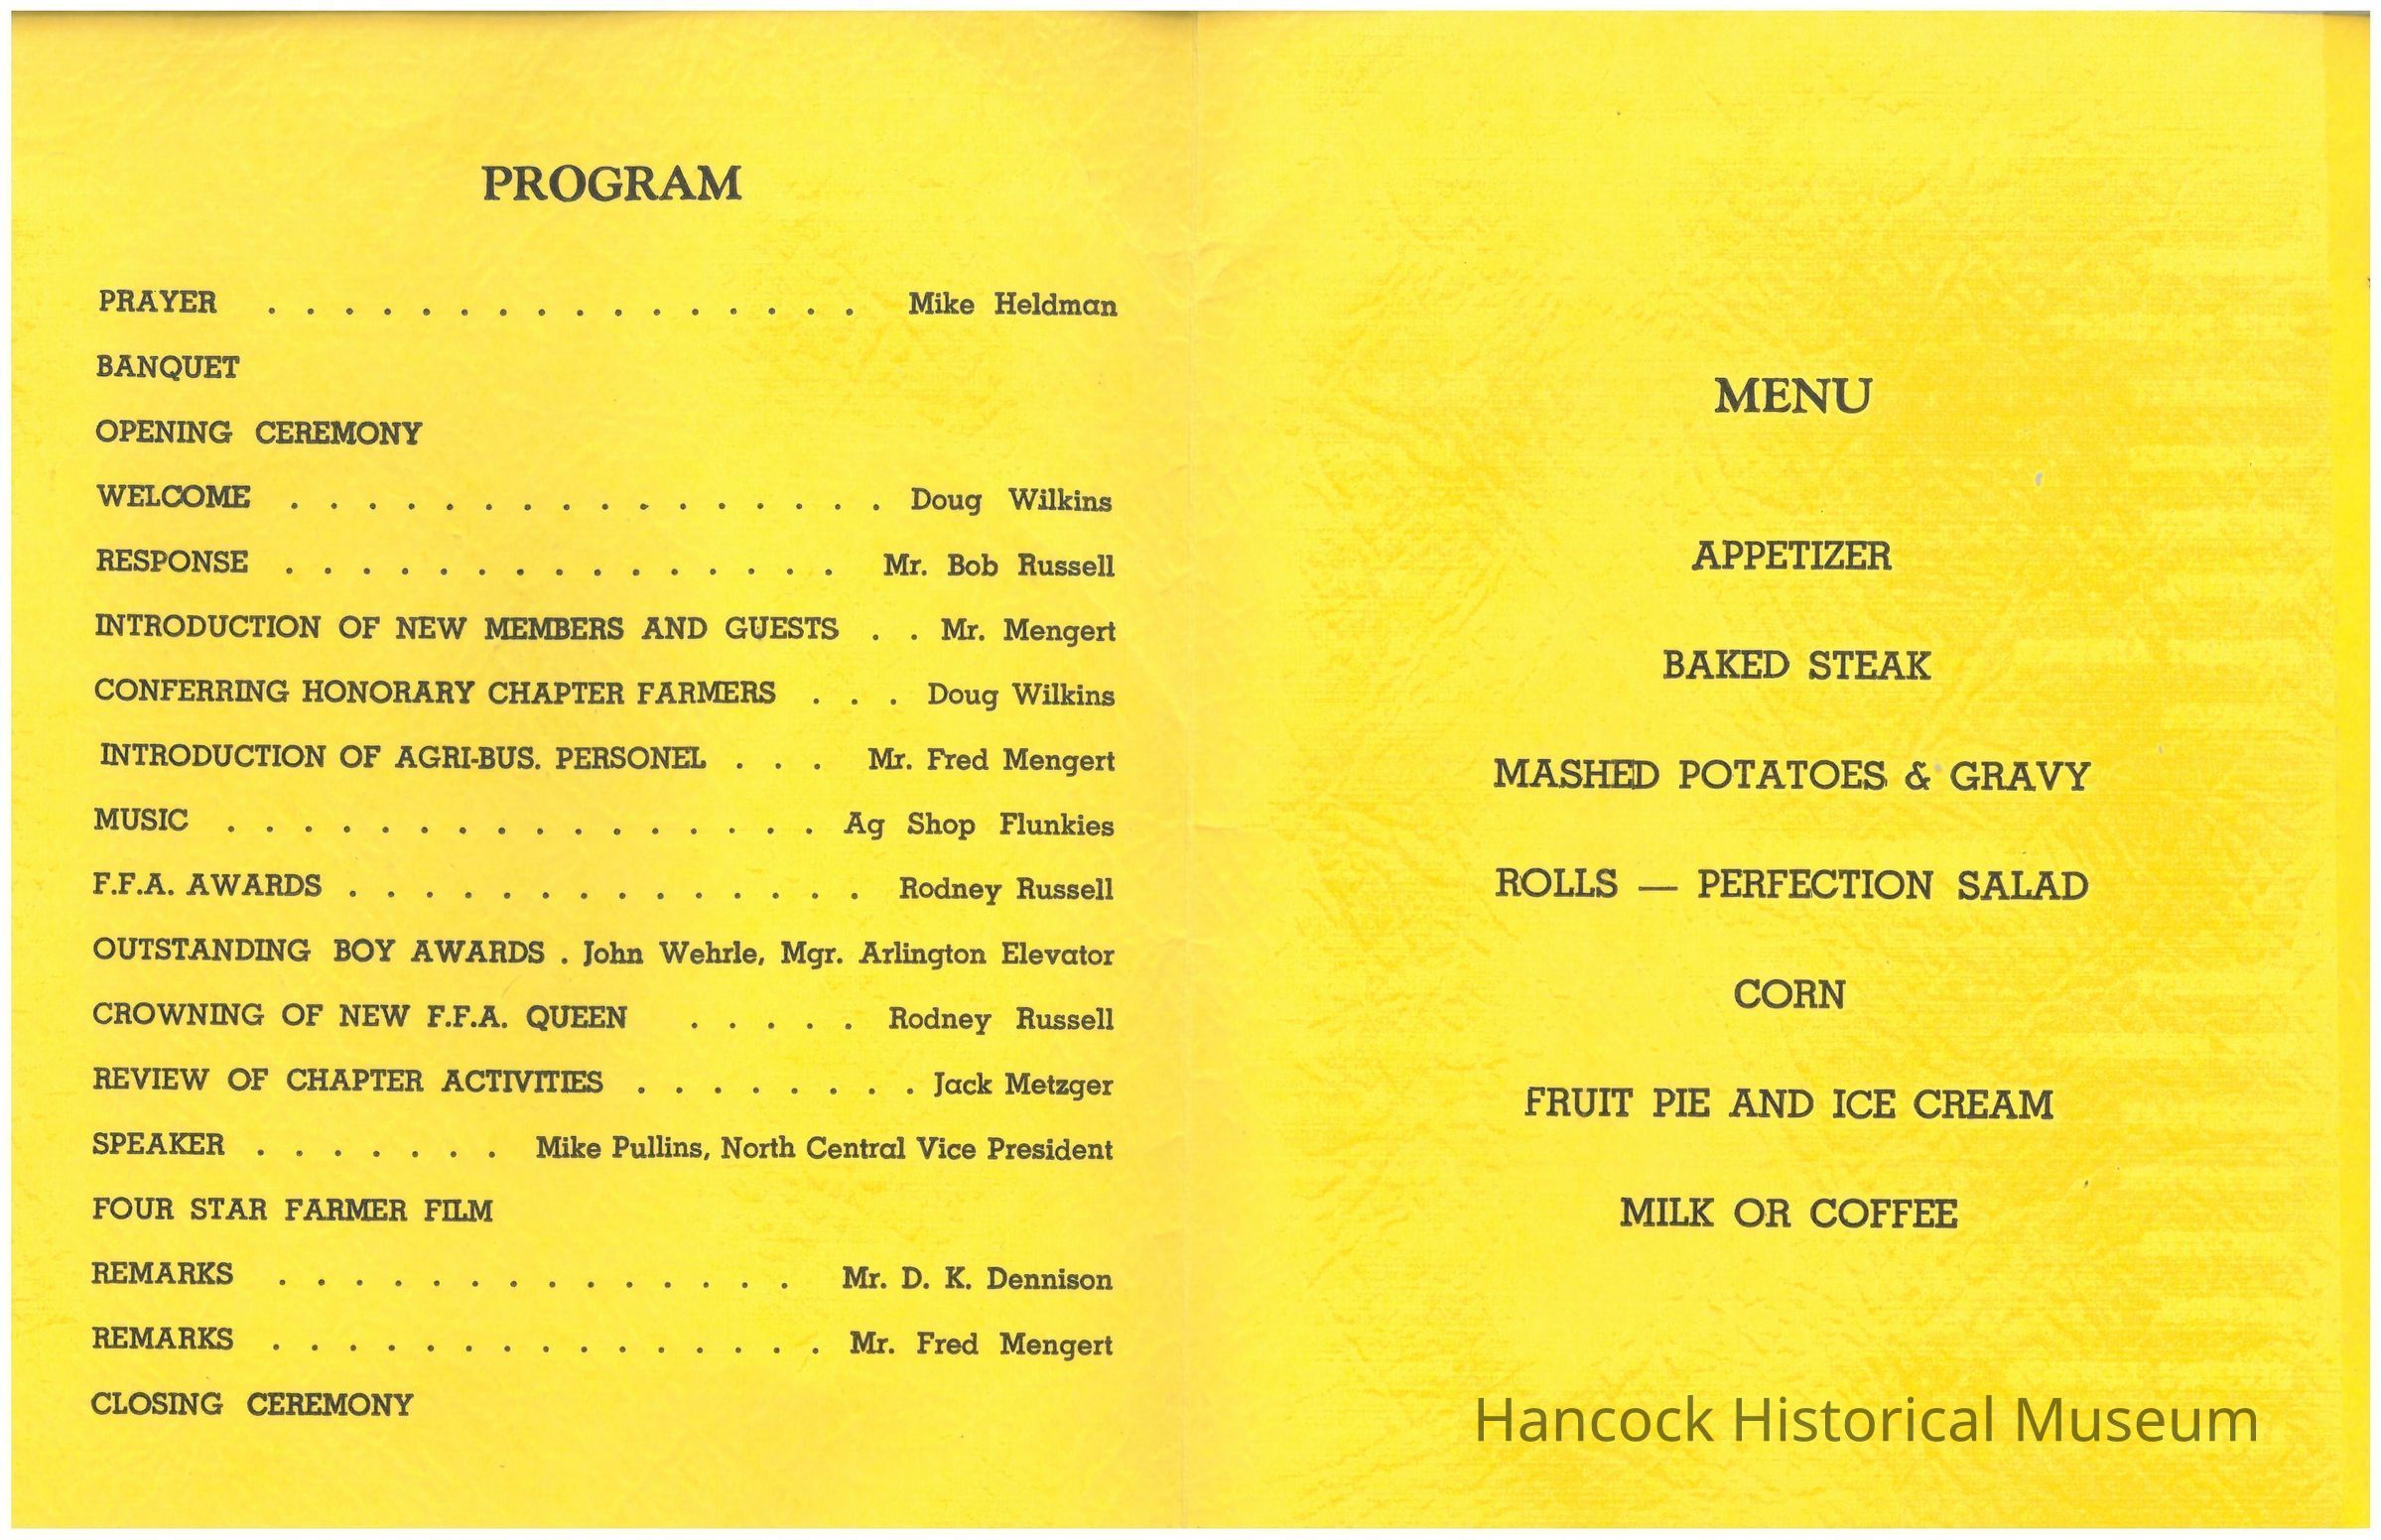 PROGRAM
PRAYER . . . . . . . . . . . . . . . . Mike Heldman
BANQUET
OPENING CEREMONY
WELCOME . . . . . . . . . . . . . . . . Doug Wilkins
RESPONSE . . . . . . . . . . . . . . . Mr. Bob Russell
INTRODUCTION OF NEW MEMBERS AND GUESTS . . Mr. Mengert
CONFERRING HONORARY CHAPTER FARMERS . . . Doug Wilkins
INTRODUCTION OF AGRI-BUS. PERSONEL . . . Mr. Fred Mengert
MUSIC . . . . . . . . . . . . . . . . Ag Shop Flunkies
F.F.A. AWARDS . . . . . . . . . . . . . . Rodney Russell
OUTSTANDING BOY AWARDS . John Wehrle, Mgr. Arlington Elevator
CROWNING OF NEW F.F.A. QUEEN . . . . . Rodney Russell
REVIEW OF CHAPTER ACTIVITIES . . . . . . . . Jack Metzger
SPEAKER . . . . . . . Mike Pullins, North Central Vice President
FOUR STAR FARMER FILM
REMARKS . . . . . . . . . . . . . . Mr. D. K. Dennison
REMARKS . . . . . . . . . . . . . . . Mr. Fred Mengert
CLOSING CEREMONY
MENU
APPETIZER
BAKED STEAK
MASHED POTATOES & GRAVY
ROLLS — PERFECTION SALAD
CORN
FRUIT PIE AND ICE CREAM
MILK OR COFFEE
Hancock Historical Museum